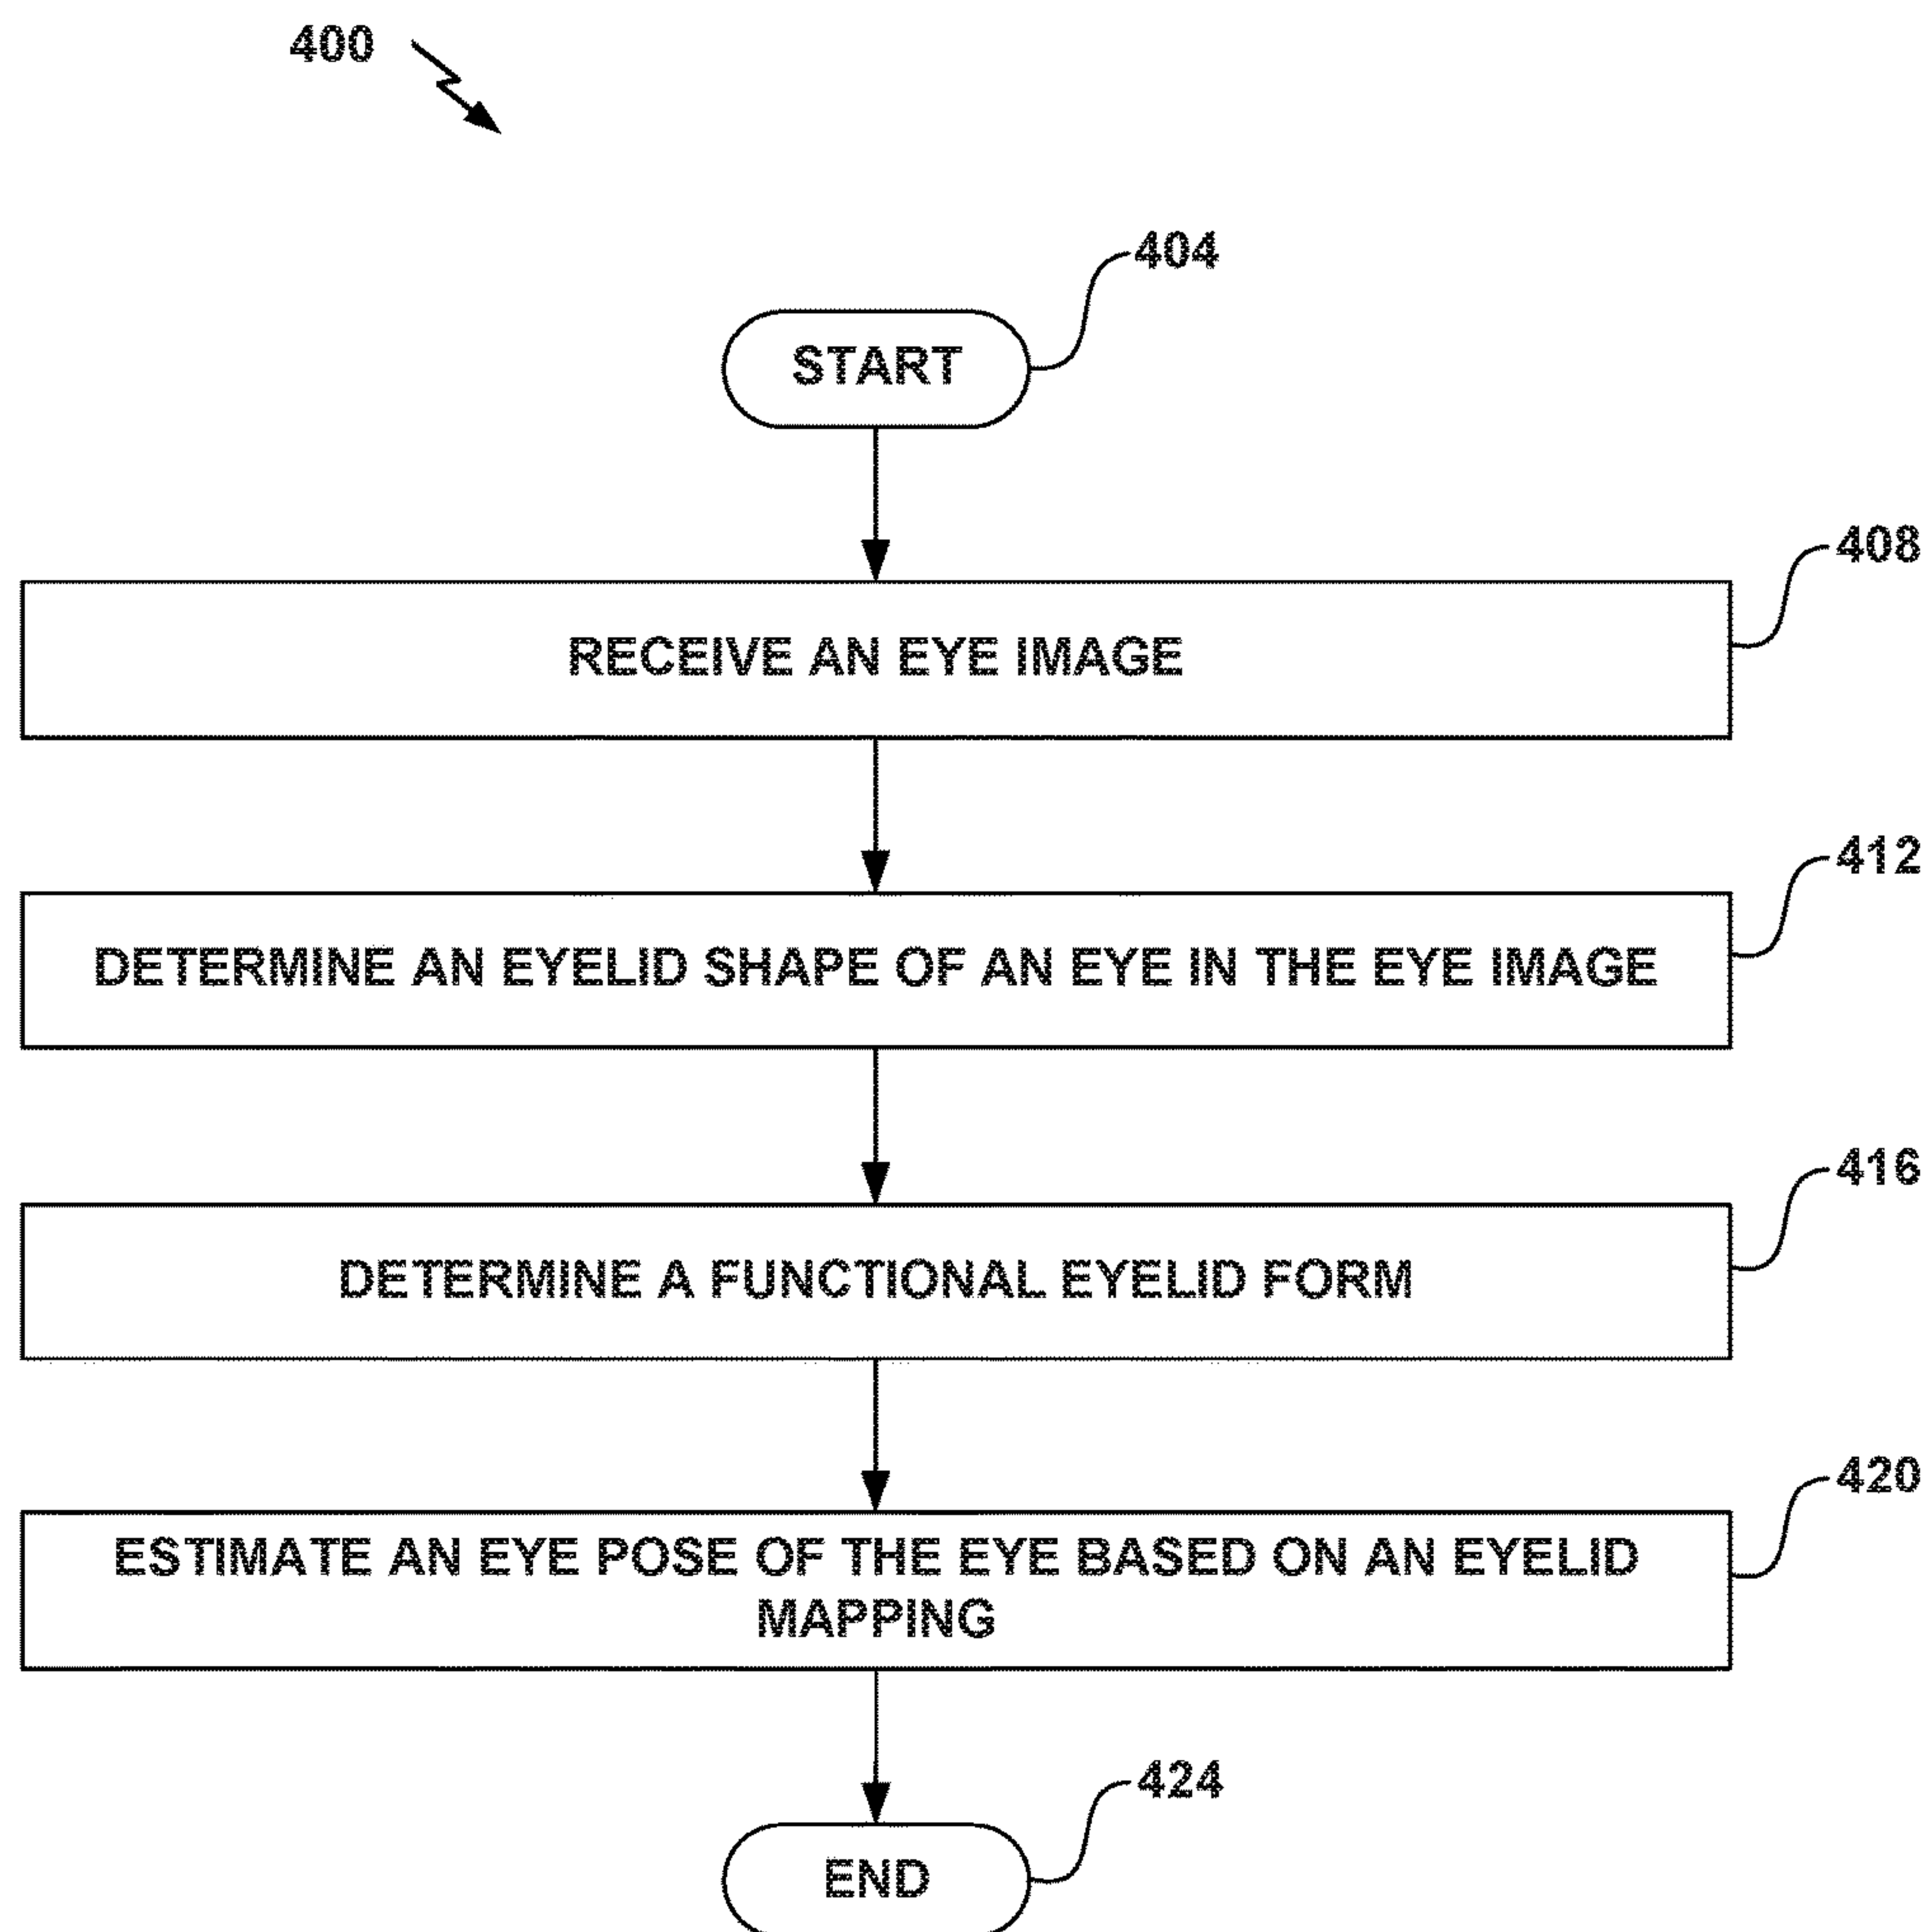 400
404
START
408
RECEIVE AN EYE IMAGE
412
DETERMINE AN EYELID SHAPE OF AN EYE IN THE EYE IMAGE
416
DETERMINE A FUNCTIONAL EYELID FORM
420
ESTIMATE AN EYE POSE OF THE EYE BASED ON AN EYELID
MAPPING
424
END